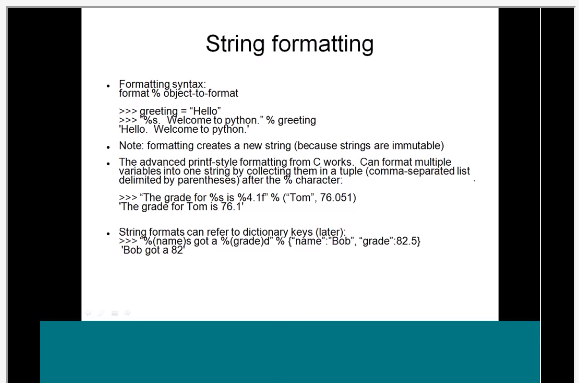 String formatting
• Formatting syntax:
format % object-to-format
>>> greeting = “Hello”
>>> “%s.  Welcome to python.” % greeting
'Hello.  Welcome to python.'
• Note: formatting creates a new string (because strings are immutable)
• The advanced printf-style formatting from C works.  Can format multiple
variables into one string by collecting them in a tuple (comma-separated list
delimited by parentheses) after the % character:
>>> “The grade for %s is %4.1f” % (“Tom”, 76.051)
'The grade for Tom is 76.1'
• String formats can refer to dictionary keys (later):
>>> “%(name)s got a %(grade)d” % {“name”:“Bob”, “grade”:82.5}
'Bob got a 82'